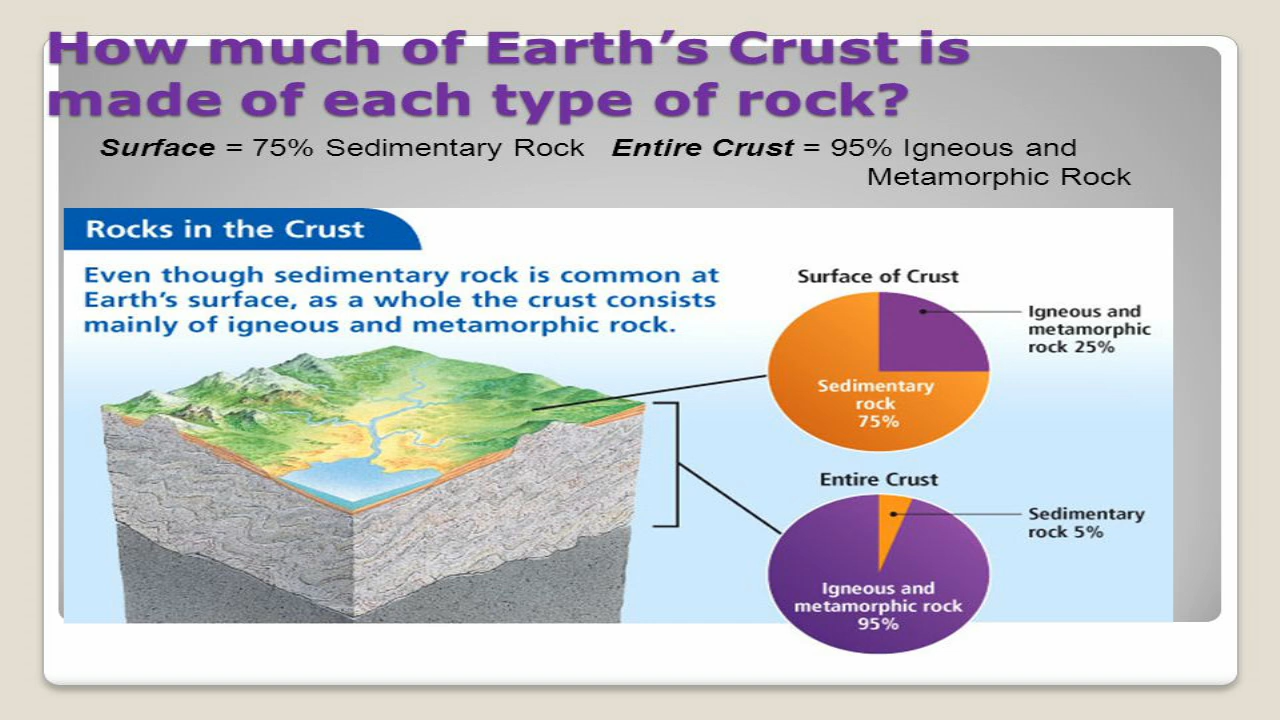 How much of Earth’s Crust is
made of each type of rock?
Surface = 75% Sedimentary Rock Entire Crust = 95% Igneous and
Metamorphic Rock
Rocks in the Crust
Even though sedimentary rock is common at
Earth’s surface, as a whole the crust consists
mainly of igneous and metamorphic rock.
Surface of Crust
Igneous and
metamorphic
rock 25%
Sedimentary
rock
75%
Entire Crust
Sedimentary
rock 5%
Igneous and
metamorphic rock
95%